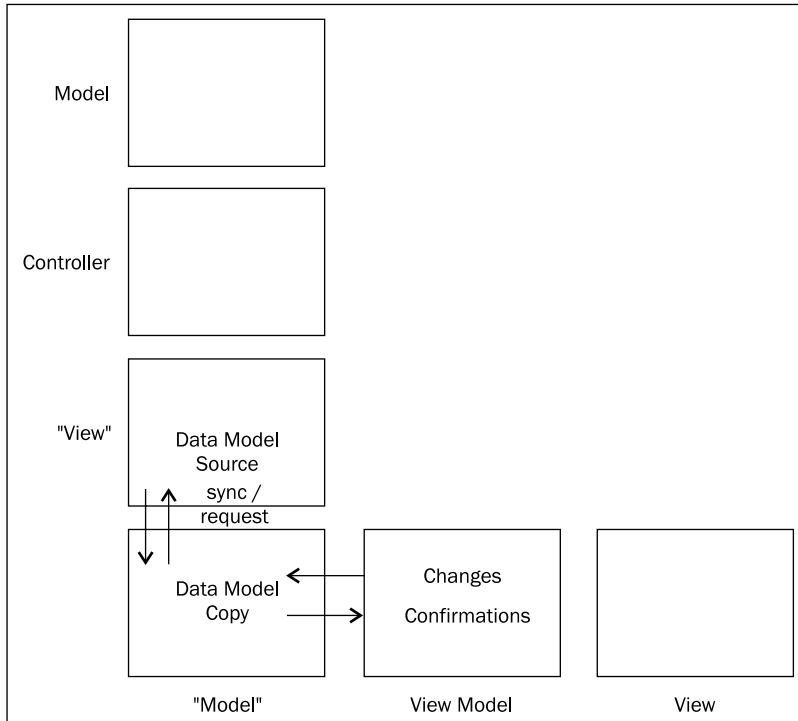 Model
Controller
"View"
Data Model
Source
sync /
request
Data Model
Copy
Changes
Confirmations
"Model"
View Model
View